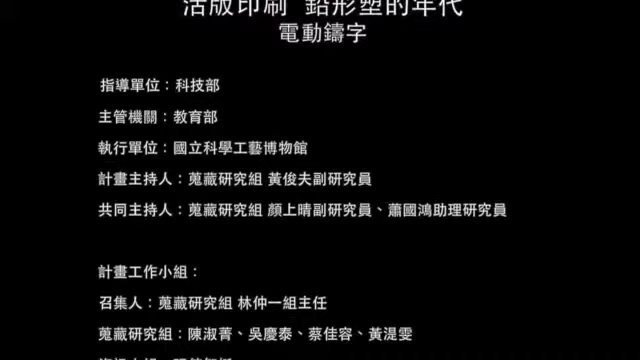 活版印刷 鉛形塑的年代
電動鑄字
指導單位：科技部
主管機關：教育部
執行單位：國立科學工藝博物館
計畫主持人：蒐藏研究組 黃俊夫副研究員
共同主持人：蒐藏研究組 顏上晴副研究員、蕭國鴻助理研究員
計畫工作小組：
召集人：蒐藏研究組 林仲一組主任
蒐藏研究組：陳淑菁、吳慶泰、蔡佳容、黃湜雯